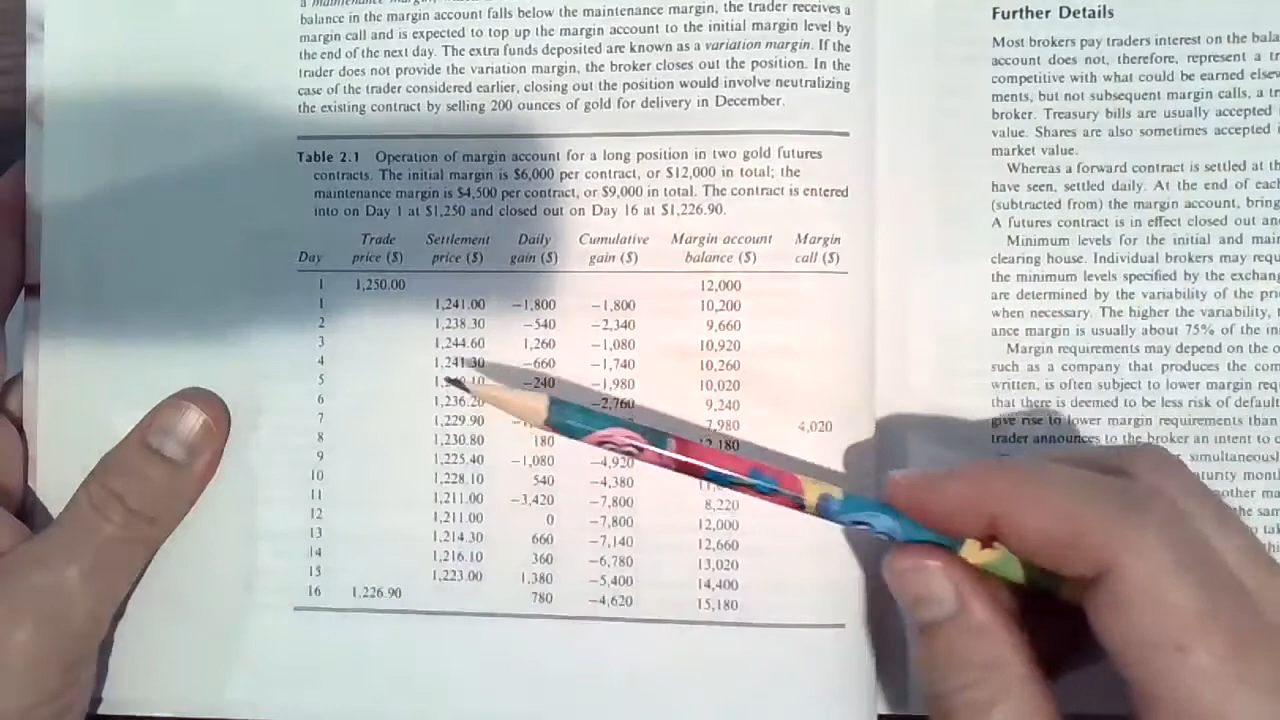 balance in the margin account falls below the maintenance margin, the trader receives a
margin call and is expected to top up the margin account to the initial margin level by
the end of the next day. The extra funds deposited are known as a variation margin. If the
trader does not provide the variation margin, the broker closes out the position. In the
case of the trader considered earlier, closing out the position would involve neutralizing
the existing contract by selling 200 ounces of gold for delivery in December.
Table 2.1 Operation of margin account for a long position in two gold futures
contracts. The initial margin is $6,000 per contract, or $12,000 in total; the
maintenance margin is $4,500 per contract, or $9,000 in total. The contract is entered
into on Day 1 at $1,250 and closed out on Day 16 at $1,226.90.
Trade Settlement Daily Cumulative Margin account Margin
Day price ($) price ($) gain ($) gain ($) balance ($) call ($)
1 1,250.00 12,000
1 1,241.00 −1,800 −1,800 10,200
2 1,238.30 −540 −2,340 9,660
3 1,244.60 1,260 −1,080 10,920
4 1,241.30 −660 −1,740 10,260
5 −240 −1,980 10,020
6 1,236.20 −2,760 9,240
7 1,229.90 7,980 4,020
8 1,230.80 180 12,180
9 1,225.40 −1,080 −4,920
10 1,228.10 540 −4,380
11 1,211.00 −3,420 −7,800 8,220
12 1,211.00 0 −7,800 12,000
13 1,214.30 660 −7,140 12,660
14 1,216.10 360 −6,780 13,020
15 1,223.00 1,380 −5,400 14,400
16 1,226.90 780 −4,620 15,180
Further Details
Most brokers pay traders interest on the
account does not, therefore, represent a
competitive with what could be earned
ments, but not subsequent margin calls, a
broker. Treasury bills are usually accepted
value. Shares are also sometimes accepted
market value.
Whereas a forward contract is settled at
have seen, settled daily. At the end of
(subtracted from) the margin account,
A futures contract is in effect closed out
Minimum levels for the initial and
clearing house. Individual brokers may
the minimum levels specified by the
are determined by the variability of the
when necessary. The higher the variability,
ance margin is usually about 75% of the
Margin requirements may depend on the
such as a company that produces the
written, is often subject to lower margin
that there is deemed to be less risk of
give rise to lower margin requirements than
trader announces to the broker an intent to